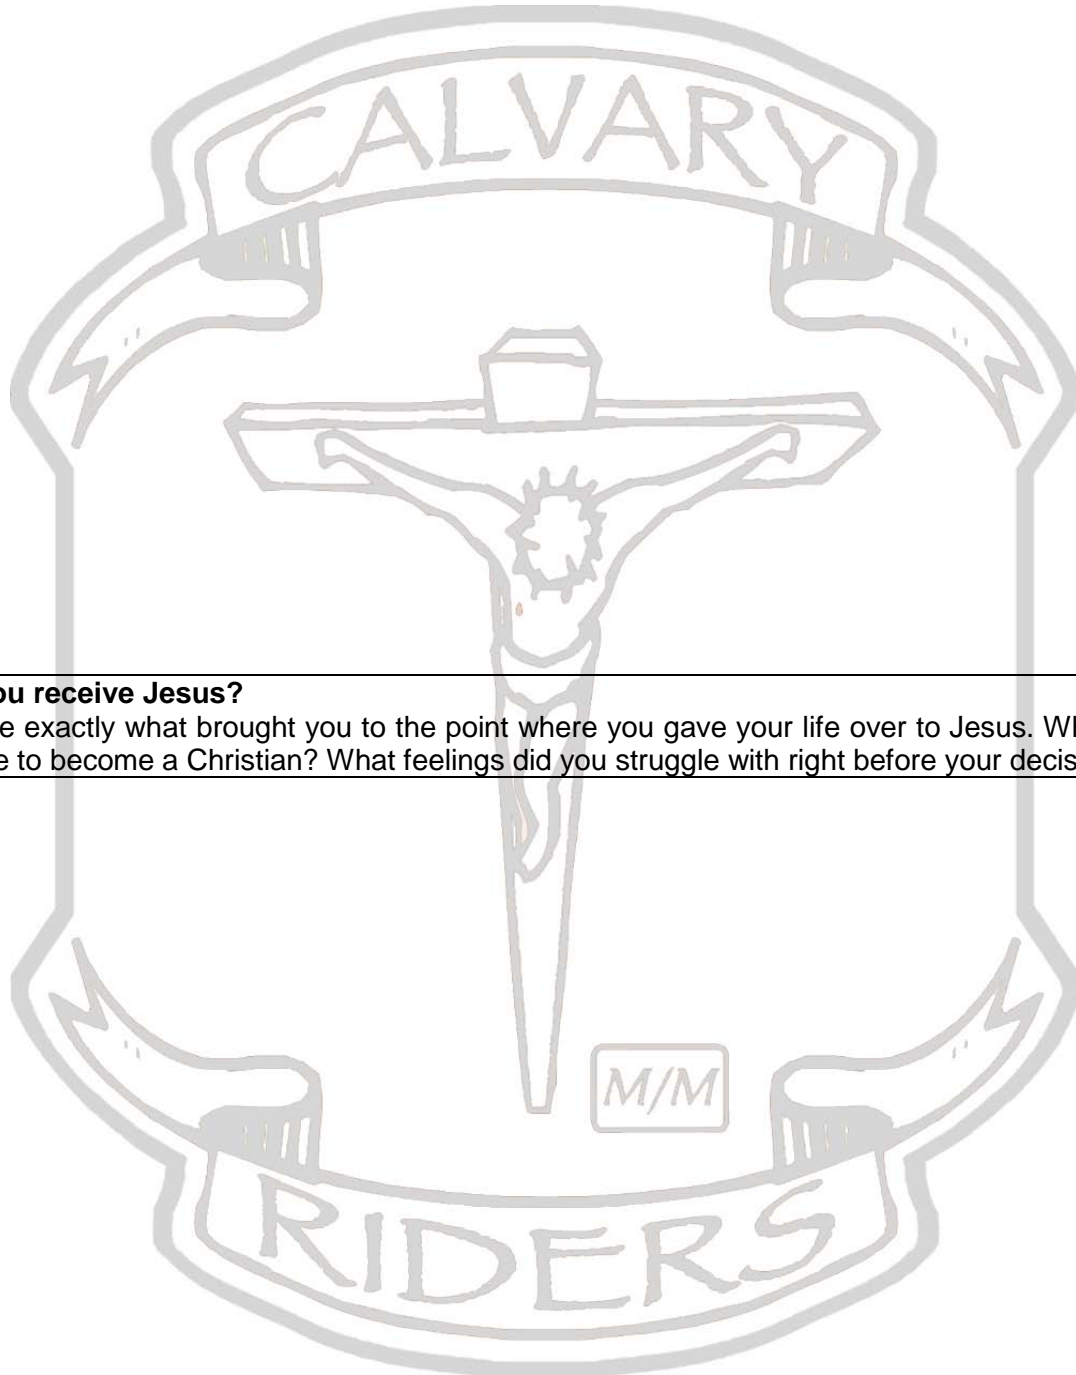 CALVARY
ou receive Jesus?
e exactly what brought you to the point where you gave your life over to Jesus. Wh
e to become a Christian? What feelings did you struggle with right before your decis
M/M
RIDERS